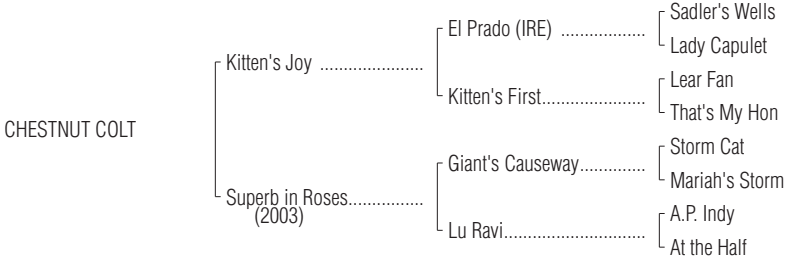 Sadler's Wells
El Prado (IRE) ..................
Lady Capulet
Kitten's Joy ......................
Lear Fan
Kitten's First......................
That's My Hon
CHESTNUT COLT
Storm Cat
Giant's Causeway..............
Mariah's Storm
Superb in Roses................
(2003)
A.P. Indy
Lu Ravi..............................
At the Half